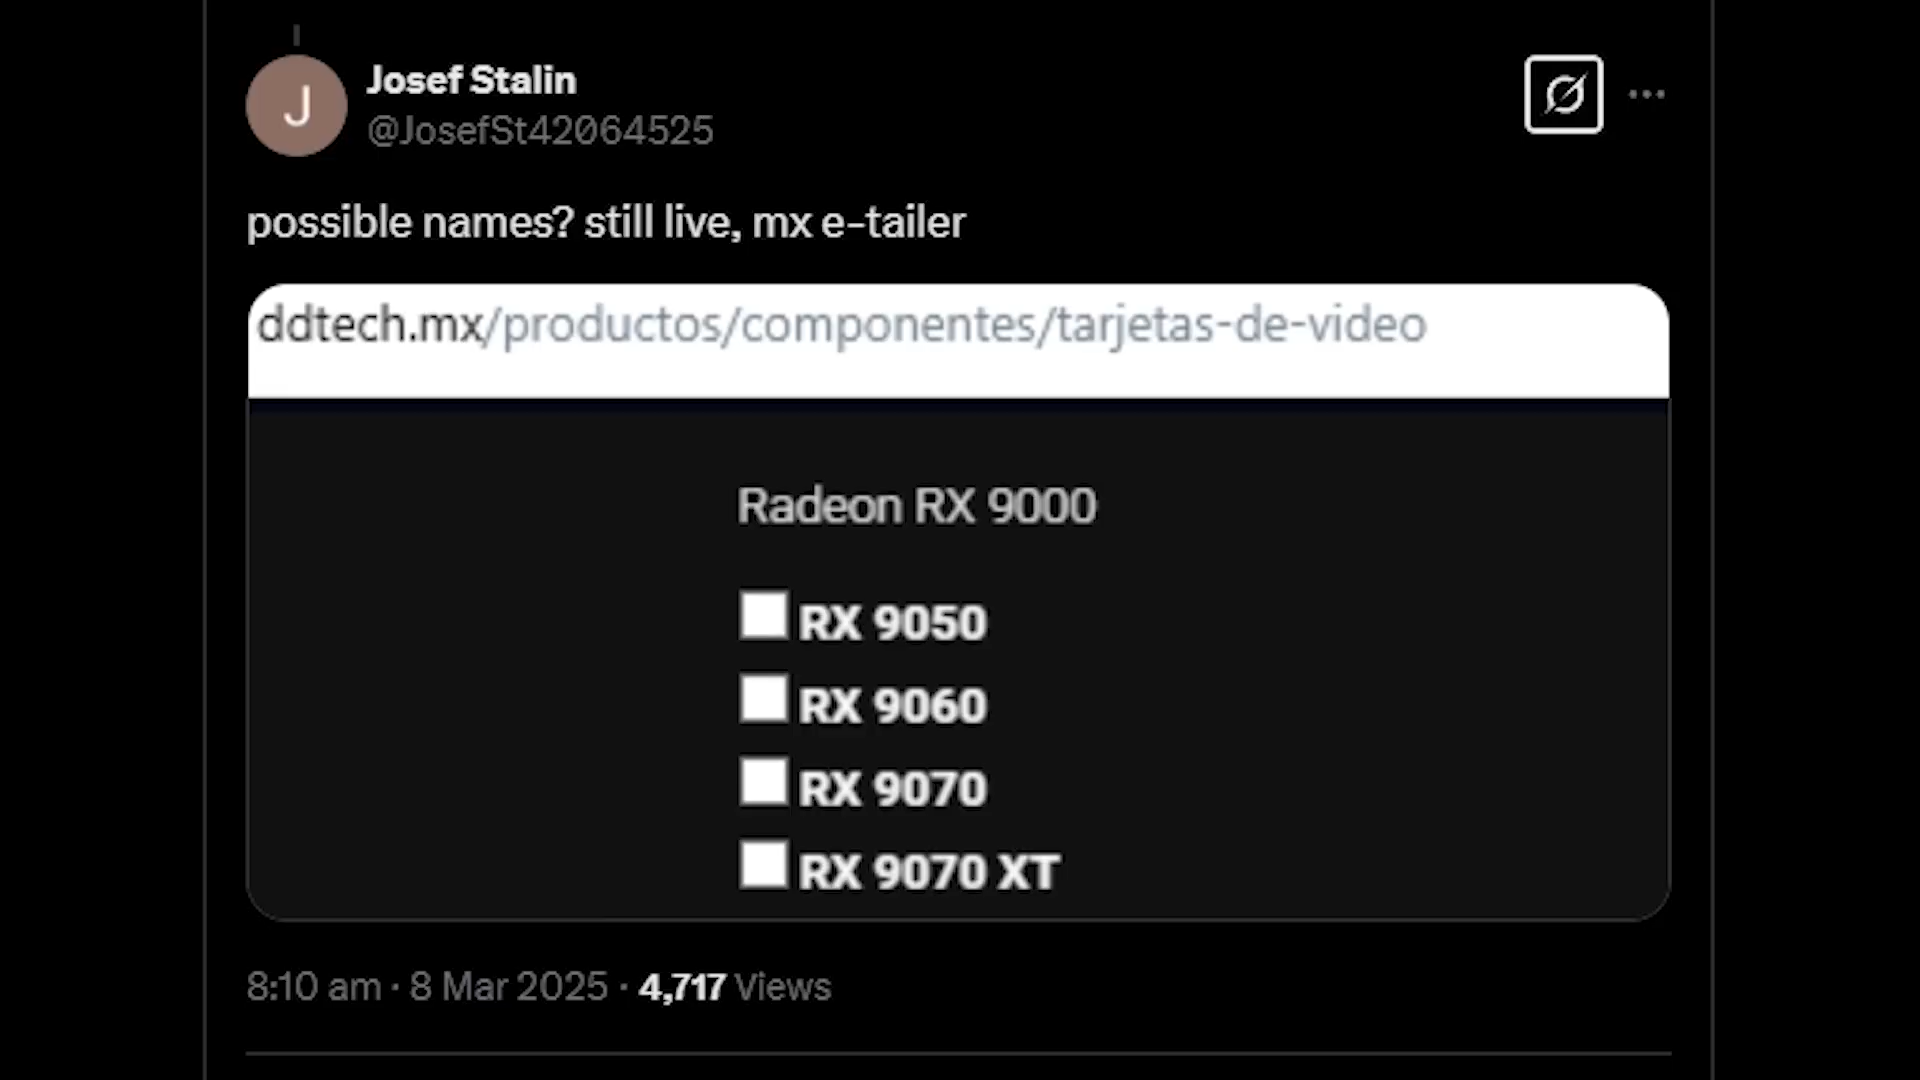 J
Josef Stalin
@JosefSt42064525
possible names? still live, mx e-tailer
ddtech.mx/productos/componentes/tarjetas-de-video
Radeon RX 9000
RX 9050
RX 9060
RX 9070
RX 9070 XT
8:10 am · 8 Mar 2025 · 4,717 Views